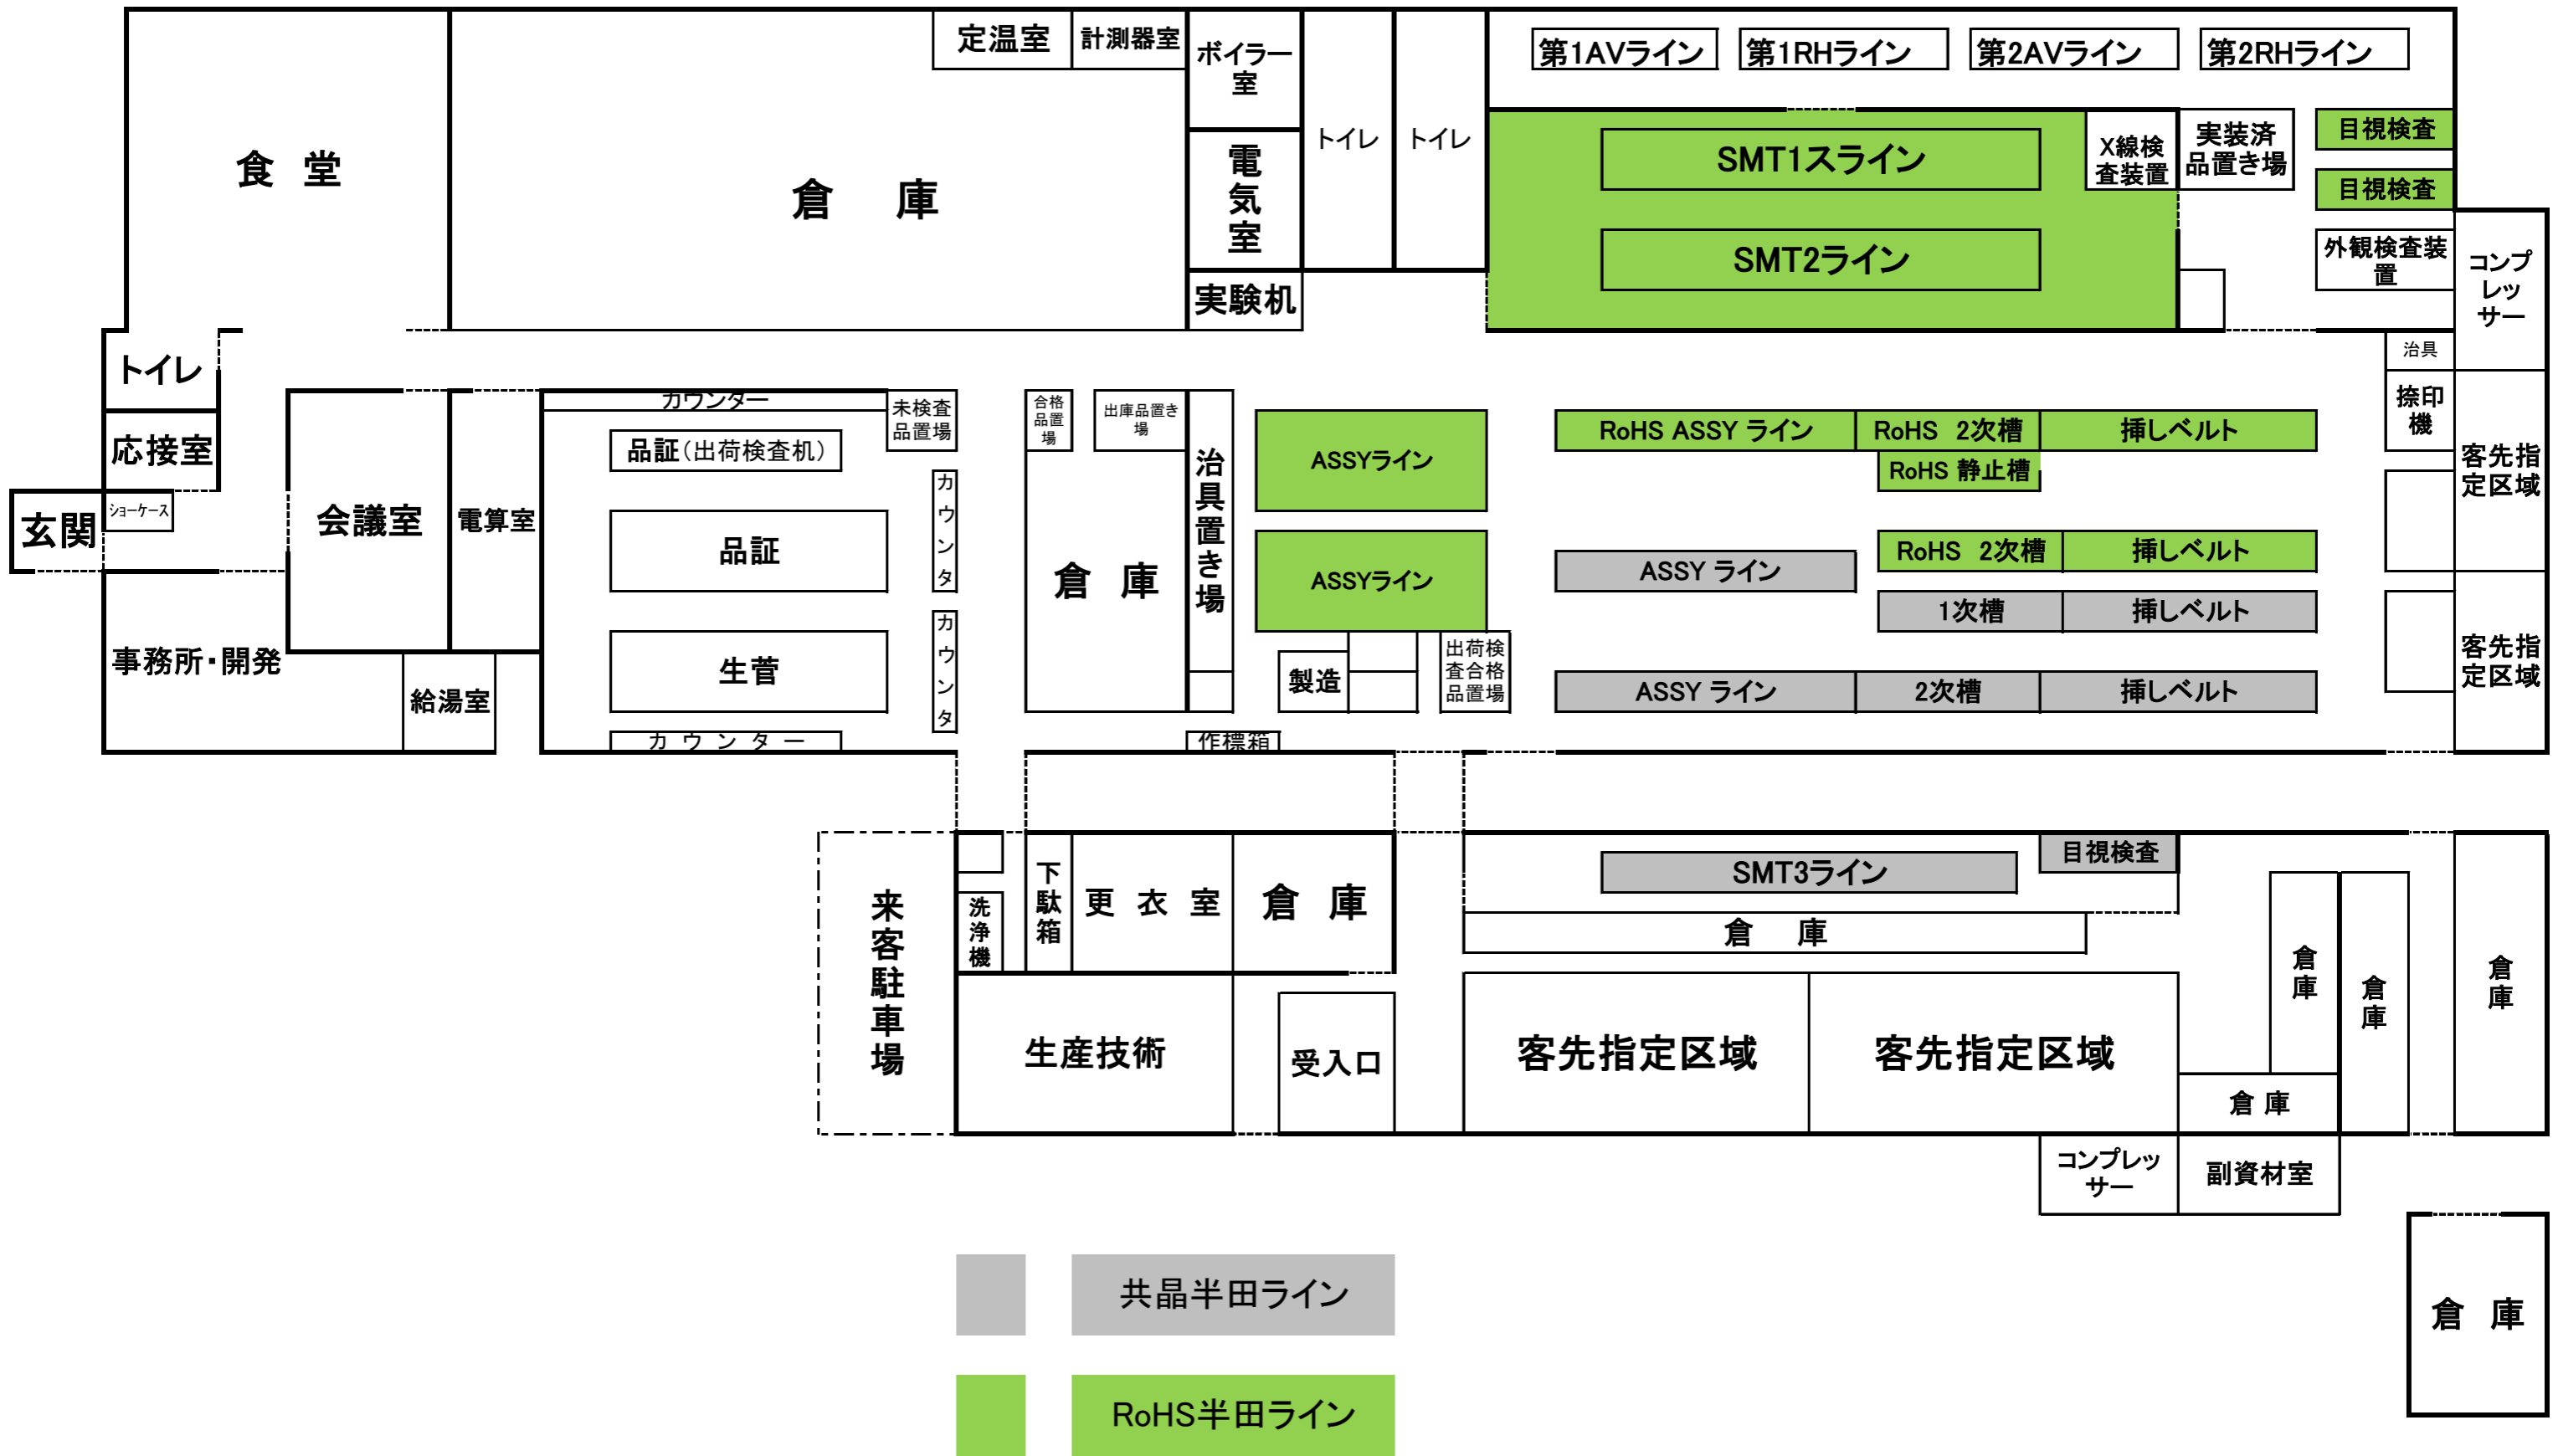 定温室
計測器室
ボイラー
室
第1AVライン
第1RHライン
第2AVライン
第2RHライン
食 堂
倉 庫
電
気
室
トイレ
トイレ
SMT1スライン
X線検
査装置
実装済
品置き場
目視検査
目視検査
SMT2ライン
外観検査装
置
コンプ
レッ
サー
実験机
トイレ
治具
捺印
機
応接室
ショーケース
玄関
会議室
電算室
カウンター
未検査
品置場
品証(出荷検査机)
カ
ウ
ン
タ
品証
生菅
カ
ウ
ン
タ
カ ウ ン タ ー
合格
品置
場
出庫品置き
場
倉 庫
治
具
置
き
場
ASSYライン
ASSYライン
製造
出荷検
査合格
品置場
作標箱
RoHS ASSY ライン
RoHS 2次槽
挿しベルト
RoHS 静止槽
RoHS 2次槽
挿しベルト
ASSY ライン
1次槽
挿しベルト
ASSY ライン
2次槽
挿しベルト
客先指
定区域
客先指
定区域
事務所・開発
給湯室
来
客
駐
車
場
洗
浄
機
下
駄
箱
更 衣 室
倉 庫
SMT3ライン
目視検査
倉 庫
倉
庫
倉
庫
倉
庫
生産技術
受入口
客先指定区域
客先指定区域
倉 庫
コンプレッ
サー
副資材室
倉 庫
共晶半田ライン
RoHS半田ライン